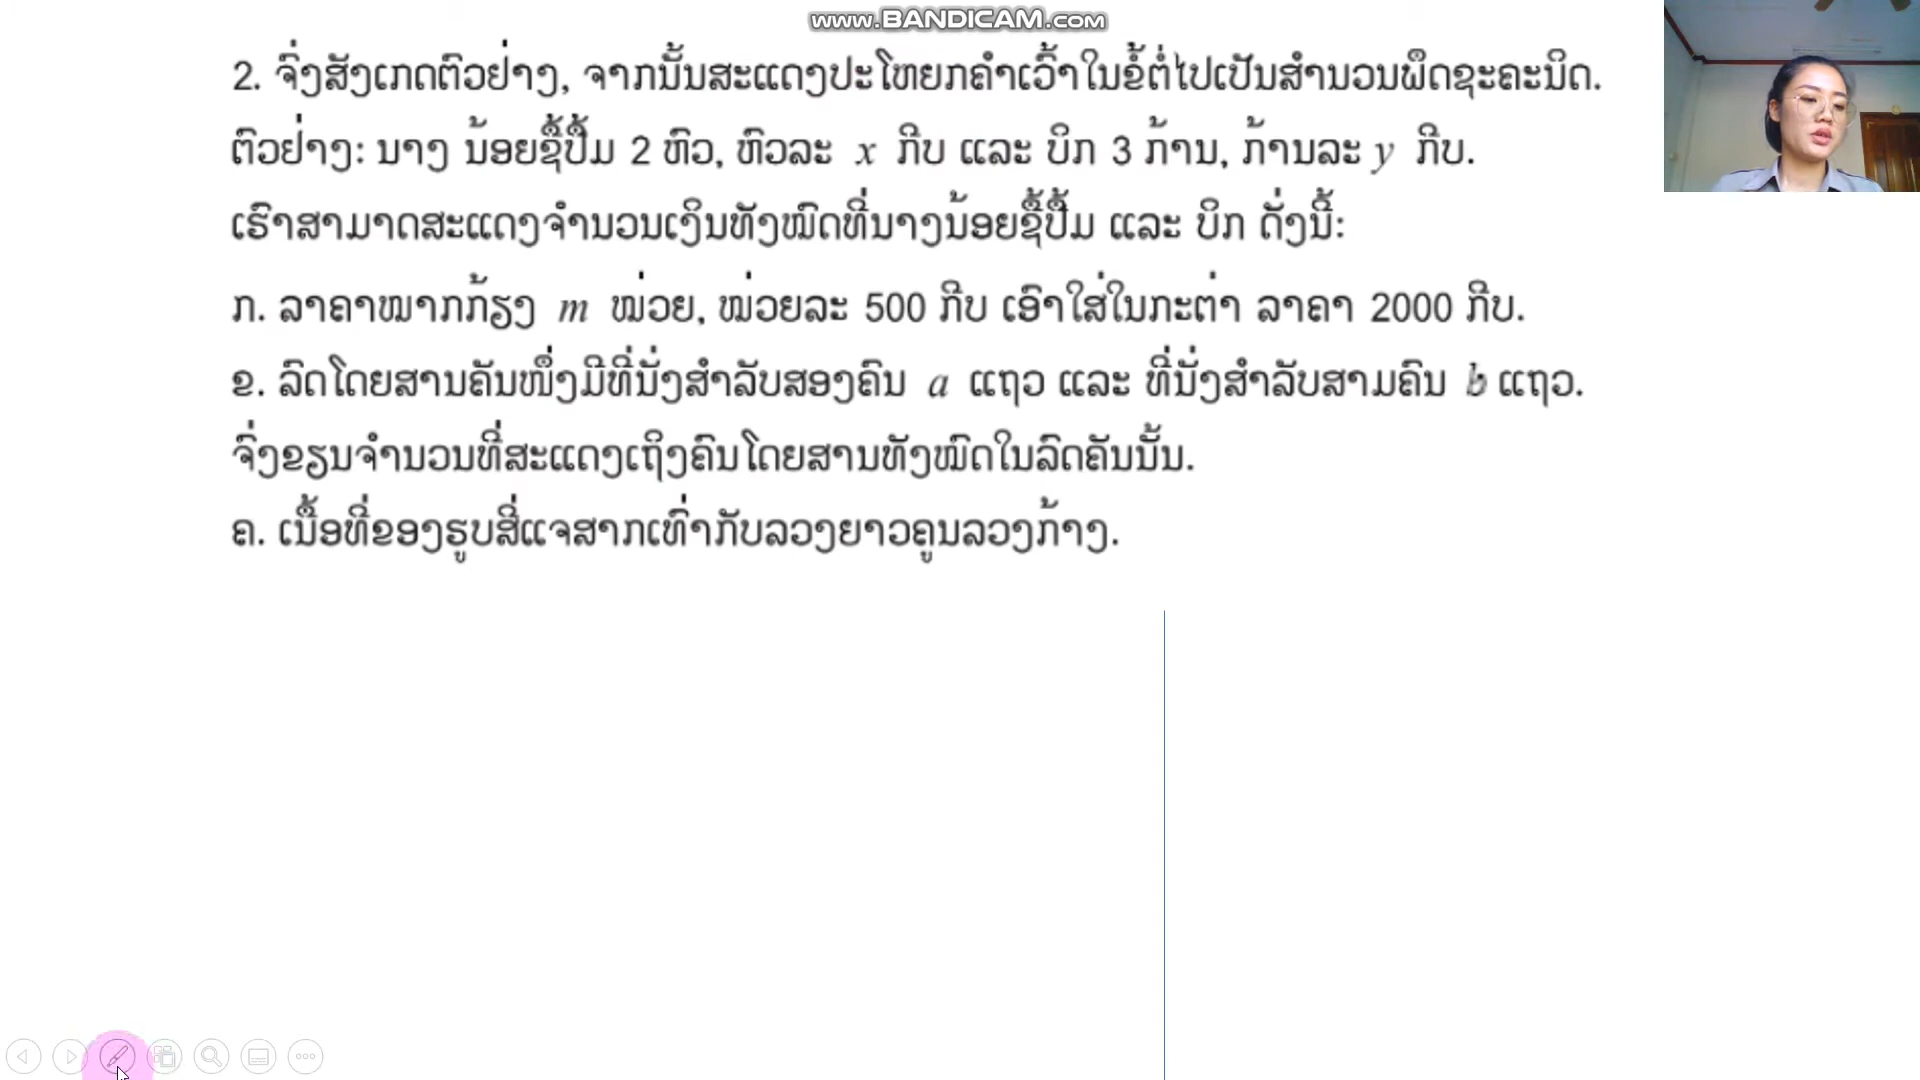 www.BANDICAM.com
2. ຈົ່ງສັງເກດຕົວຢ່າງ, ຈາກນັ້ນສະແດງປະໂຫຍກຄຳເວົ້າໃນຂໍ້ຕໍ່ໄປເປັນສຳນວນພຶດຊະຄະນິດ.
ຕົວຢ່າງ: ນາງ ນ້ອຍຊື້ປຶ້ມ 2 ຫົວ, ຫົວລະ x ກີບ ແລະ ບິກ 3 ກ້ານ, ກ້ານລະ y ກີບ.
ເຮົາສາມາດສະແດງຈຳນວນເງິນທັງໝົດທີ່ນາງນ້ອຍຊື້ປຶ້ມ ແລະ ບິກ ດັ່ງນີ້:
ກ. ລາຄາໝາກກ້ຽງ m ໝ່ວຍ, ໝ່ວຍລະ 500 ກີບ ເອົາໃສ່ໃນກະຕ່າ ລາຄາ 2000 ກີບ.
ຂ. ລົດໂດຍສານຄັນໜຶ່ງມີທີ່ນັ່ງສຳລັບສອງຄົນ a ແຖວ ແລະ ທີ່ນັ່ງສຳລັບສາມຄົນ b ແຖວ.
ຈົ່ງຂຽນຈຳນວນທີ່ສະແດງເຖິງຄົນໂດຍສານທັງໝົດໃນລົດຄັນນັ້ນ.
ຄ. ເນື້ອທີ່ຂອງຮູບສີ່ແຈສາກເທົ່າກັບລວງຍາວຄູນລວງກ້າງ.